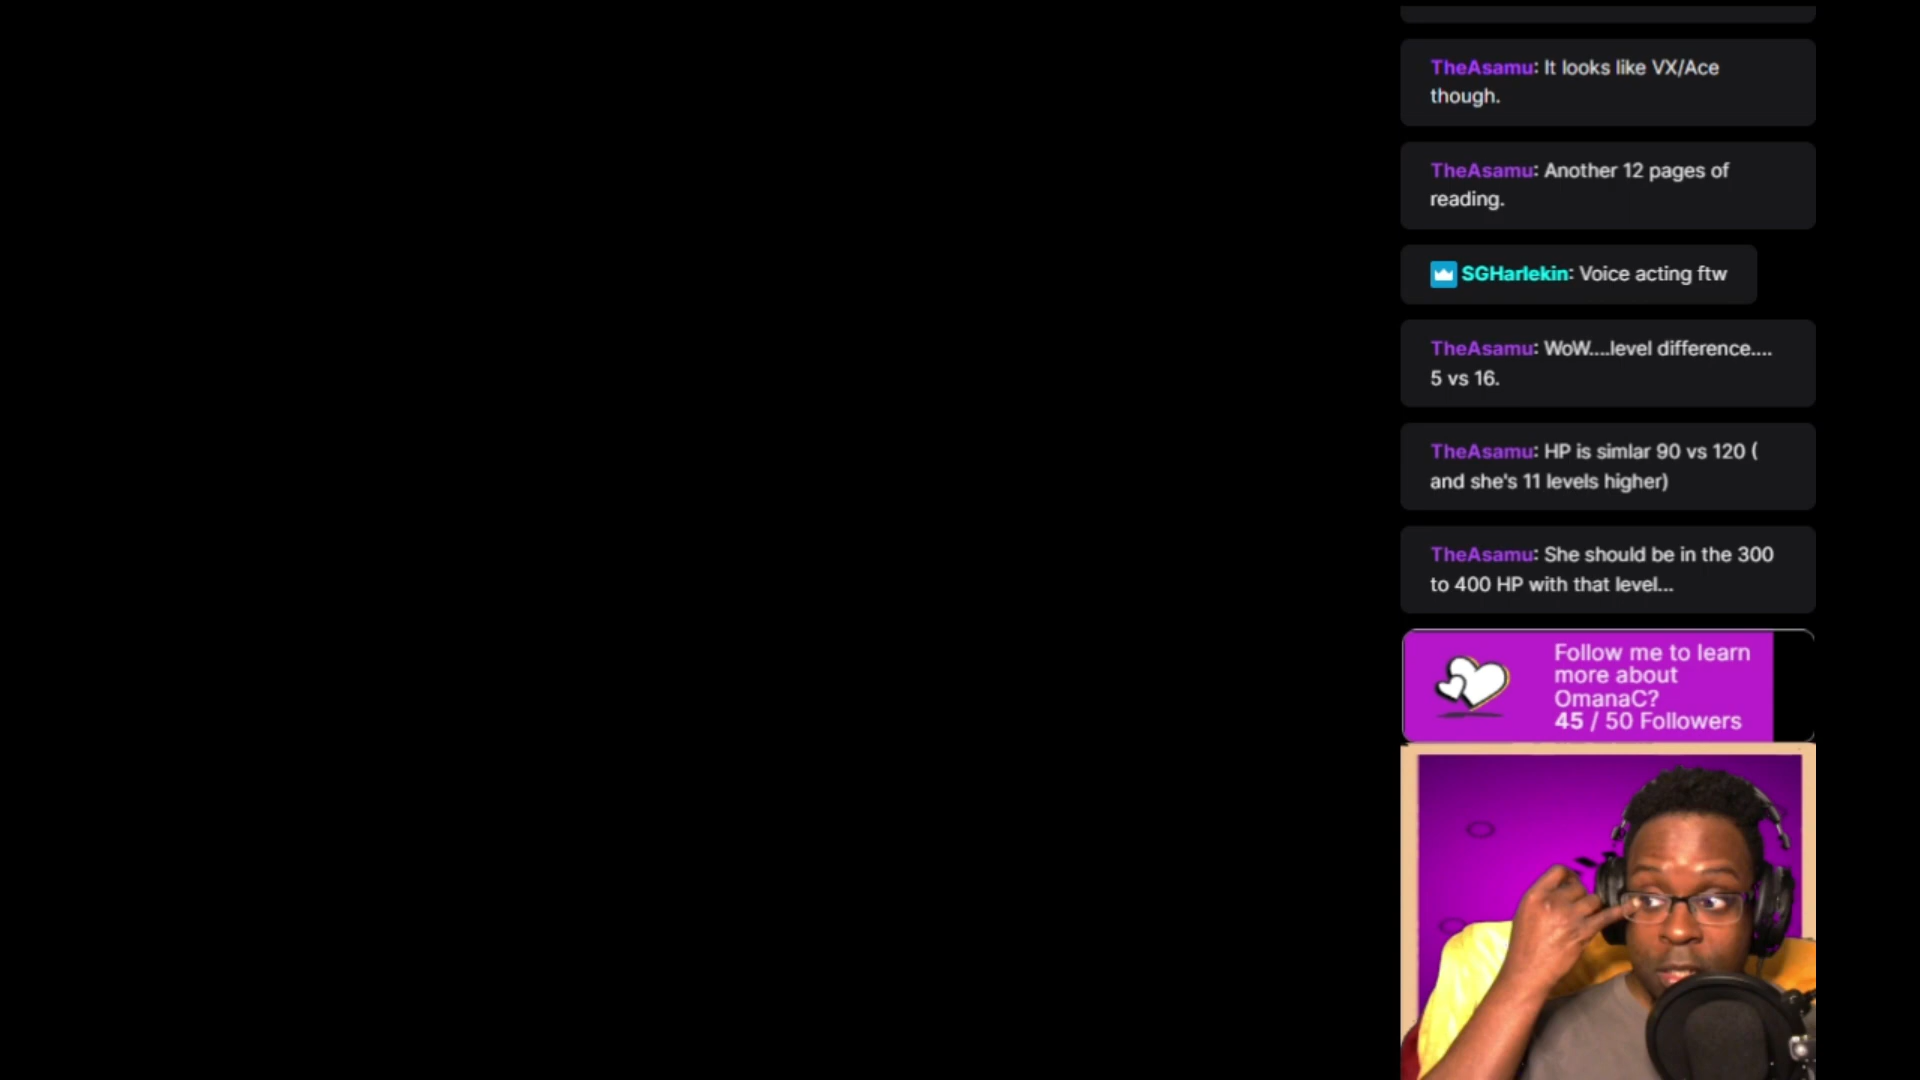 TheAsamu: It looks like VX/Ace
though.
TheAsamu: Another 12 pages of
reading.
SGHarlekin: Voice acting ftw
TheAsamu: WoW....level difference....
5 vs 16.
TheAsamu: HP is simlar 90 vs 120 (
and she's 11 levels higher)
TheAsamu: She should be in the 300
to 400 HP with that level...
Follow me to learn
more about
OmanaC?
45 / 50 Followers